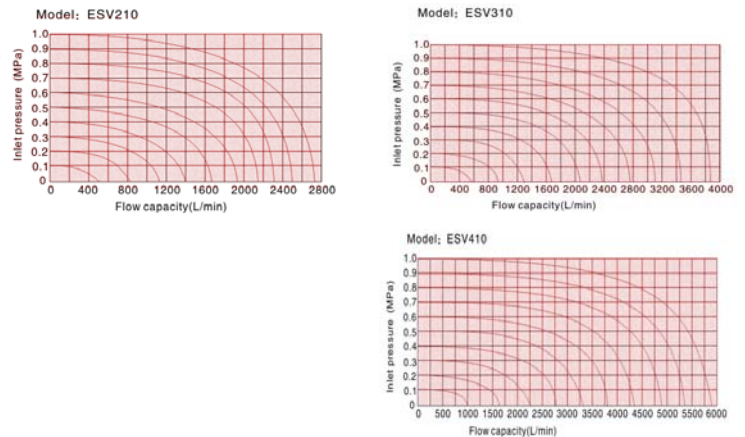 Model: ESV210
1.0
0.9
0.8
0.7
0.6
0.5
0.4
0.3
0.2
0.1
0
Inlet pressure (MPa)
0 400 800 1200 1600 2000 2400 2800
Flow capacity(L/min)
Model: ESV310
1.0
0.9
0.8
0.7
0.6
0.5
0.4
0.3
0.2
0.1
0
Inlet pressure (MPa)
0 400 800 1200 1600 2000 2400 2800 3200 3600 4000
Flow capacity(L/min)
Model: ESV410
1.0
0.9
0.8
0.7
0.6
0.5
0.4
0.3
0.2
0.1
0
Inlet pressure (MPa)
0 500 1000 1500 2000 2500 3000 3500 4000 4500 5000 5500 6000
Flow capacity(L/min)